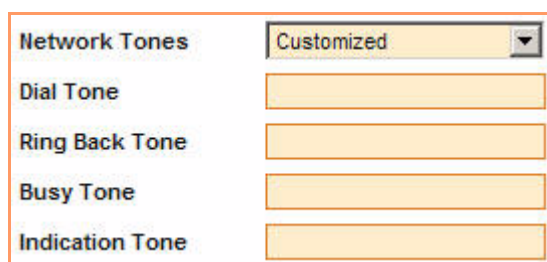 Network Tones Customized
Dial Tone
Ring Back Tone
Busy Tone
Indication Tone